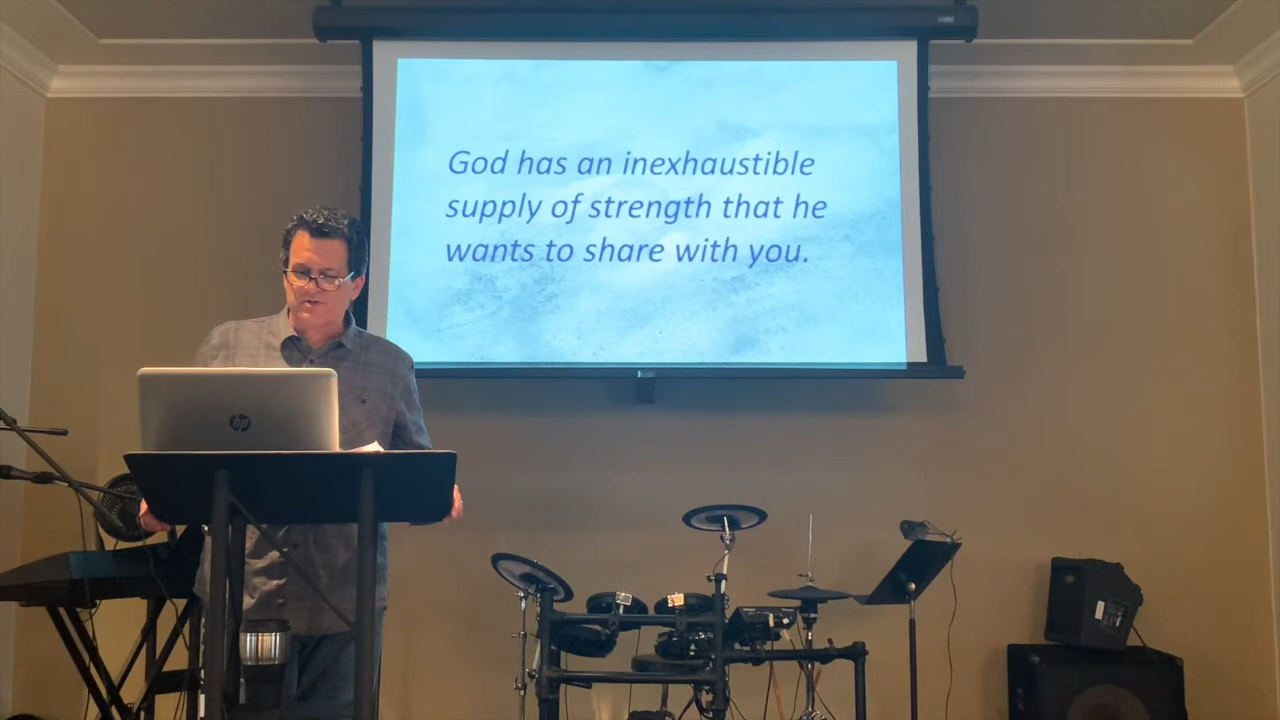 God has an inexhaustible
supply of strength that he
wants to share with you.
hp